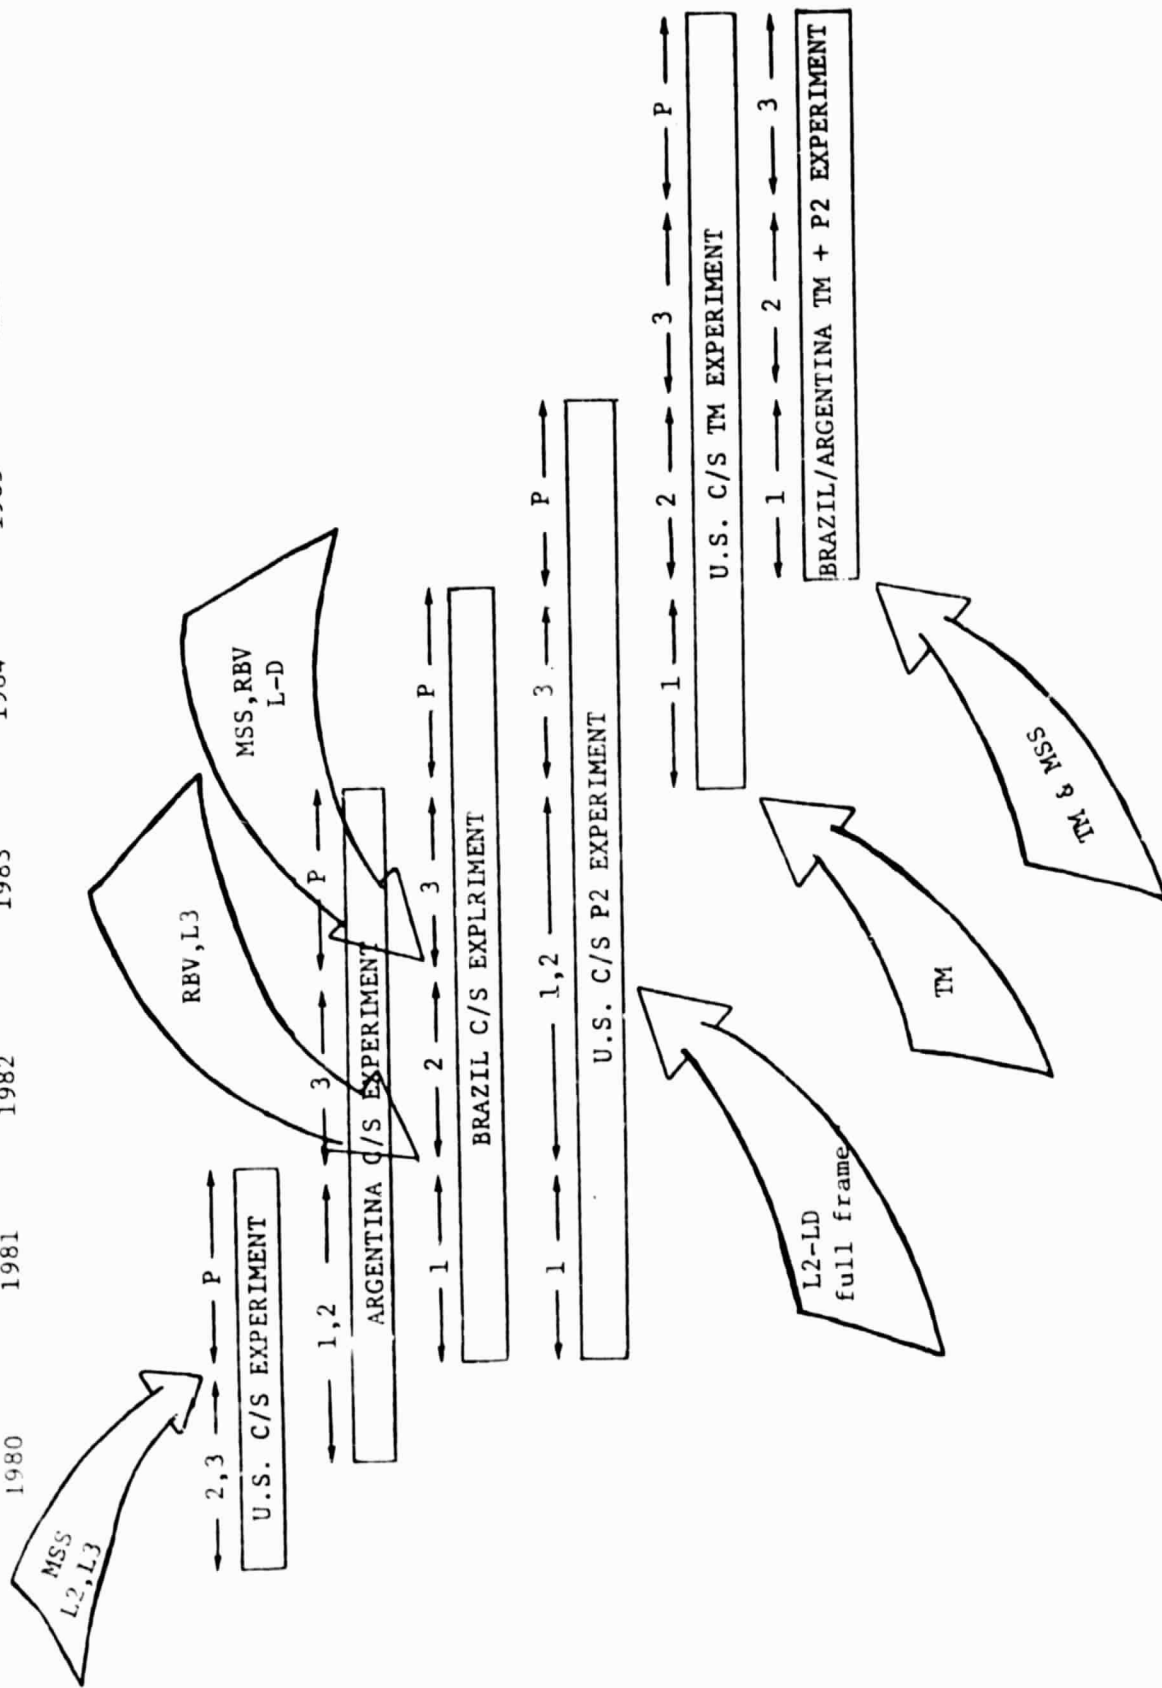 1980
1981
1982
1983
1984
MSS
L2,L3
RBV,L3
MSS,RBV
L-D
2,3 P
U.S. C/S EXPERIMENT
1,2 3 P
ARGENTINA C/S EXPERIMENT
1 2 3 P
BRAZIL C/S EXPLRIMENT
1 1,2 3 P
U.S. C/S P2 EXPERIMENT
L2-LD
full frame
1 2 3 P
U.S. C/S TM EXPERIMENT
TM
1 2 3
BRAZIL/ARGENTINA TM + P2 EXPERIMENT
TM & MSS